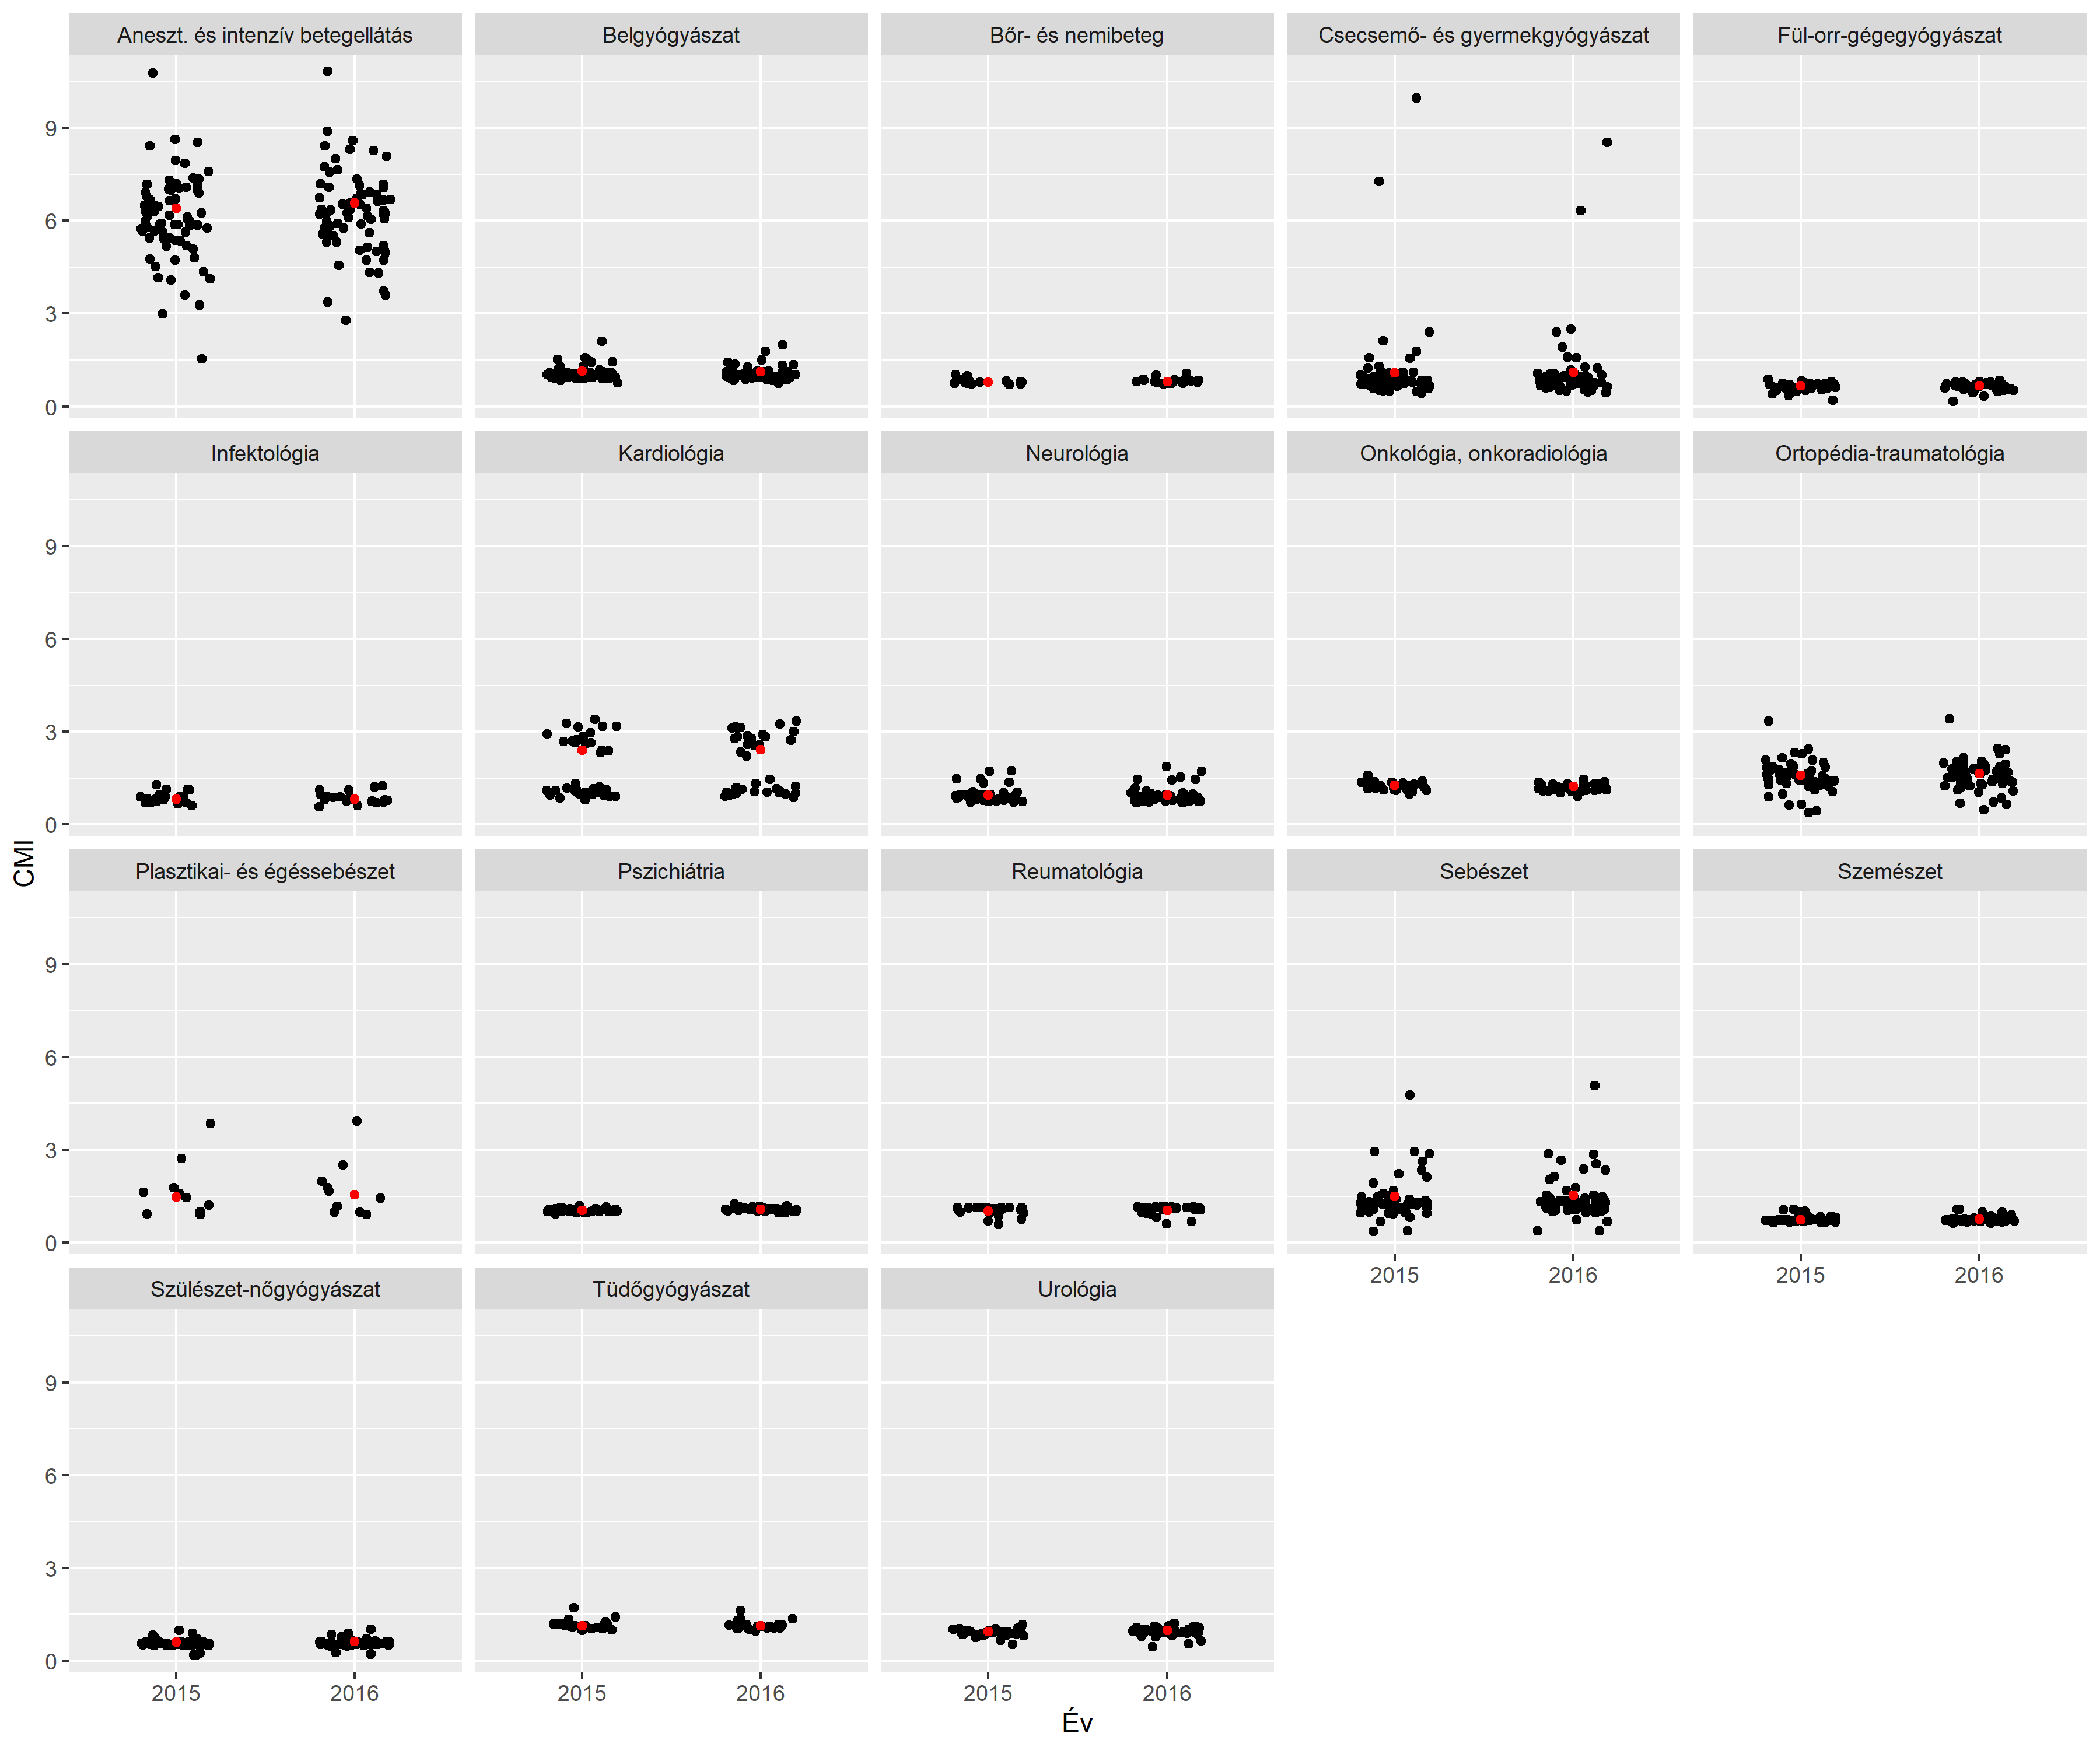 Aneszt. és intenzív betegellátás
Belgyógyászat
Bőr- és nemibeteg
Csecsemő- és gyermekgyógyászat
Fül-orr-gégegyógyászat
9
6
3
0
Infektológia
Kardiológia
Neurológia
Onkológia, onkoradiológia
Ortopédia-traumatológia
9
6
3
0
CMI
Plasztikai- és égéssebészet
Pszichiátria
Reumatológia
Sebészet
Szemészet
9
6
3
0
2015 2016
2015 2016
Szülészet-nőgyógyászat
Tüdőgyógyászat
Urológia
9
6
3
0
2015 2016
2015 2016
2015 2016
Év